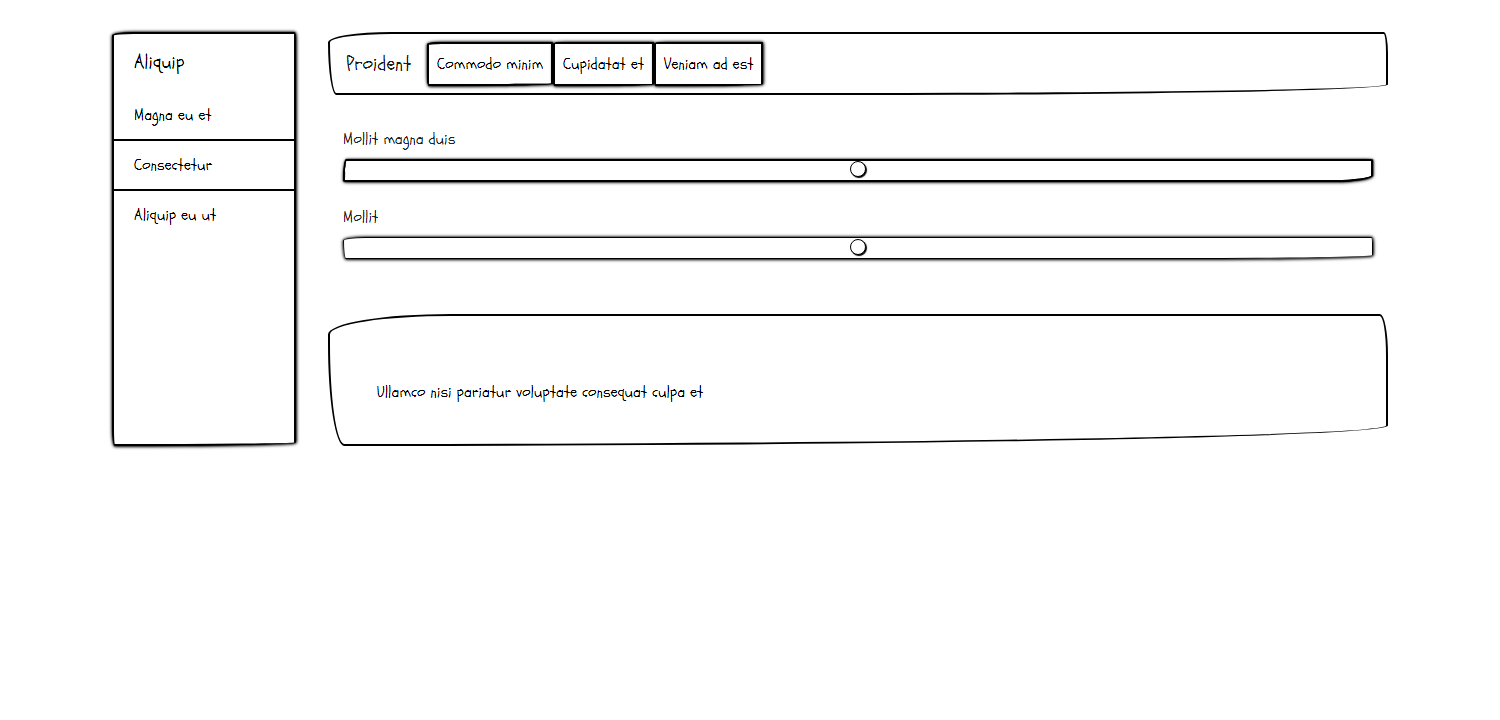 Aliquip
Magna eu et
Consectetur
Aliquip eu ut
Proident
Commodo minim
Cupidatat et
Veniam ad est
Mollit magna duis
Mollit
Ullamco nisi pariatur voluptate consequat culpa et